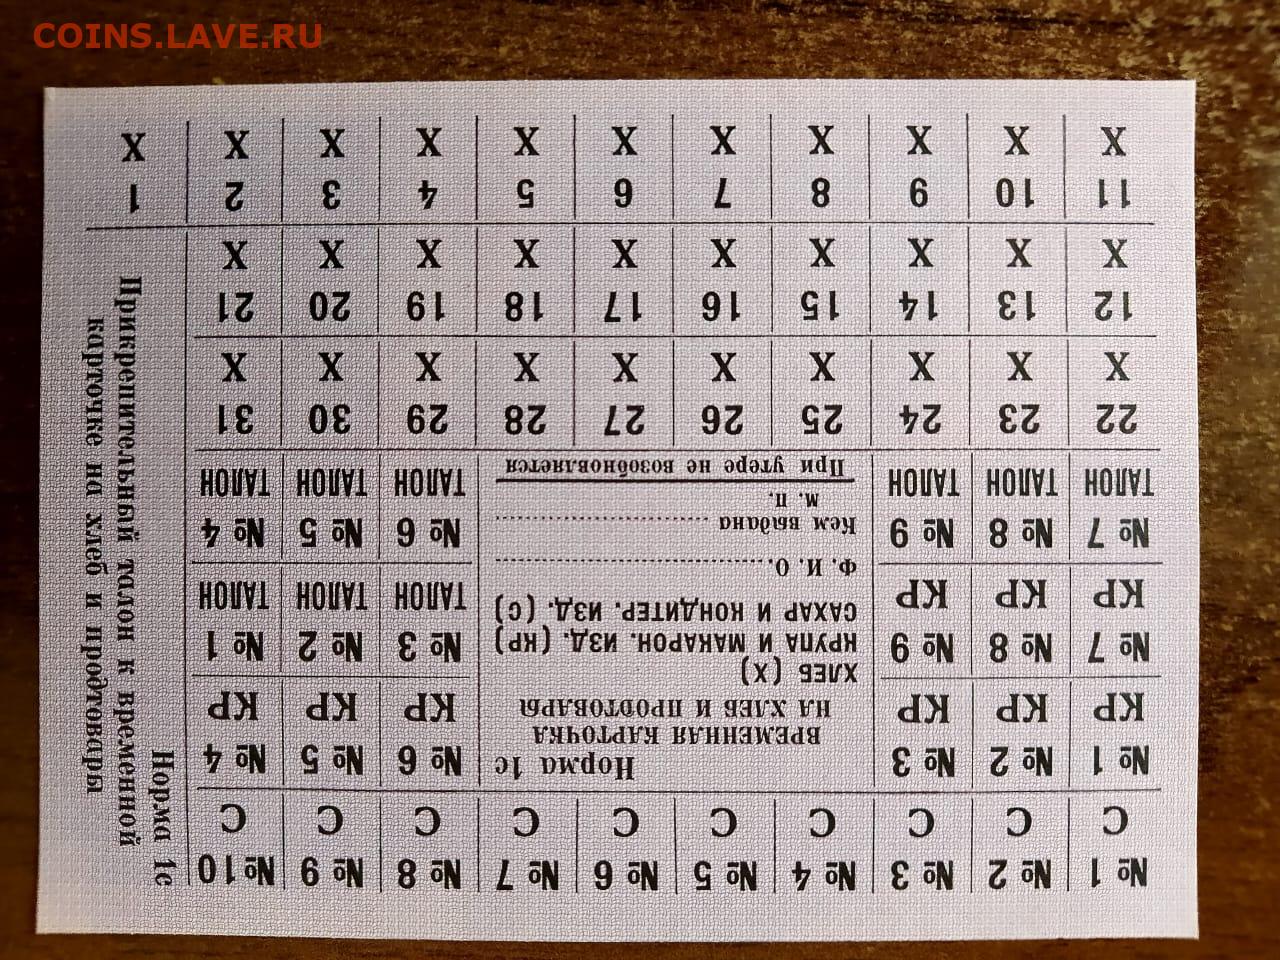 COINS.LAVE.RU
№ 1 № 2 № 3 № 4 № 5 № 6 № 7 № 8 № 9 № 10
С С С С С С С С С С
№ 1 № 2 № 3
КР КР КР
№ 7 № 8 № 9
КР КР КР
№ 7 № 8 № 9
ТАЛОН ТАЛОН ТАЛОН
Норма 1с
ВРЕМЕННАЯ КАРТОЧКА
НА ХЛЕБ И ПРОДТОВАРЫ
ХЛЕБ (Х)
КРУПА И МАКАРОН. ИЗД. (КР)
САХАР И КОНДИТЕР. ИЗД. (С)
Ф. И. О.
Кем выдана
м. п.
При утере не возобновляется
№ 6 № 5 № 4
КР КР КР
№ 3 № 2 № 1
ТАЛОН ТАЛОН ТАЛОН
№ 6 № 5 № 4
ТАЛОН ТАЛОН ТАЛОН
22 23 24 25 26 27 28 29 30 31
Х Х Х Х Х Х Х Х Х Х
12 13 14 15 16 17 18 19 20 21
Х Х Х Х Х Х Х Х Х Х
11 10 9 8 7 6 5 4 3 2 1
Х Х Х Х Х Х Х Х Х Х Х
Норма 1с
Прикрепительный талон к временной
карточке на хлеб и продтовары